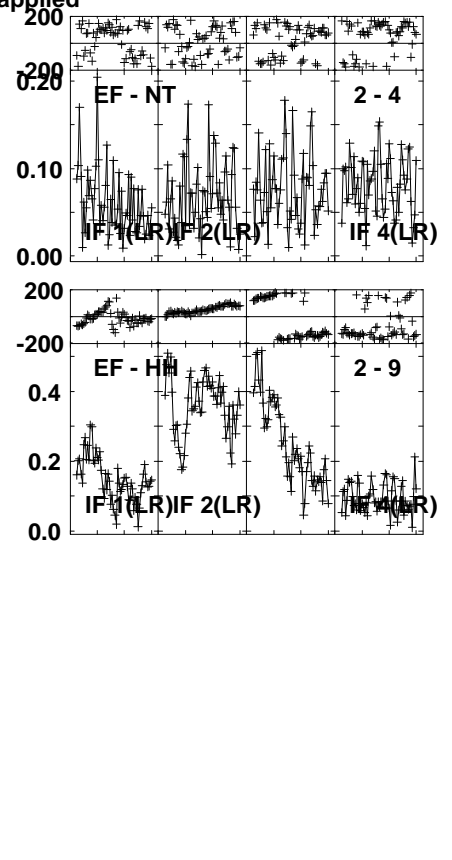 applied
200
-200
0.20
EF - NT 2 - 4
0.10
IF 1(LR) IF 2(LR) IF 4(LR)
0.00
200
-200
EF - HH 2 - 9
0.4
0.2
IF 1(LR) IF 2(LR) IF 4(LR)
0.0